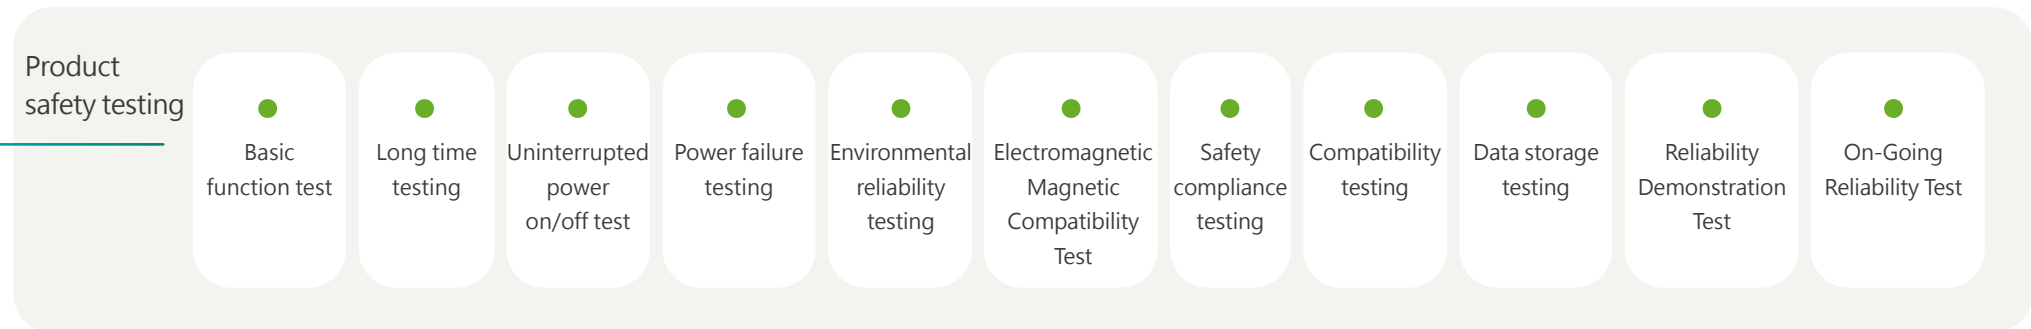 Product
safety testing
Basic
function test
Long time
testing
Uninterrupted
power
on/off test
Power failure
testing
Environmental
reliability
testing
Electromagnetic
Magnetic
Compatibility
Test
Safety
compliance
testing
Compatibility
testing
Data storage
testing
Reliability
Demonstration
Test
On-Going
Reliability Test